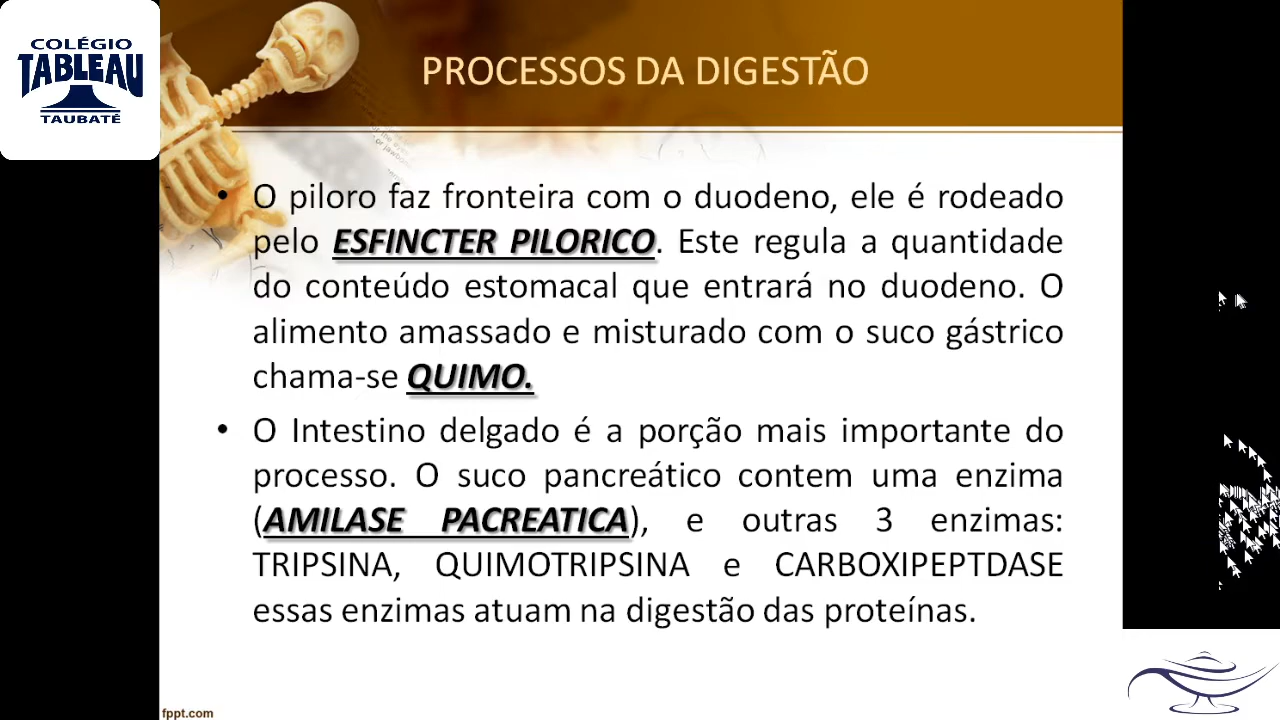 COLÉGIO
TABLEAU
TAUBATÉ
PROCESSOS DA DIGESTÃO
• O piloro faz fronteira com o duodeno, ele é rodeado
pelo ESFINCTER PILORICO. Este regula a quantidade
do conteúdo estomacal que entrará no duodeno. O
alimento amassado e misturado com o suco gástrico
chama-se QUIMO.
• O Intestino delgado é a porção mais importante do
processo. O suco pancreático contem uma enzima
(AMILASE PACREATICA), e outras 3 enzimas:
TRIPSINA, QUIMOTRIPSINA e CARBOXIPEPTDASE
essas enzimas atuam na digestão das proteínas.
fppt.com